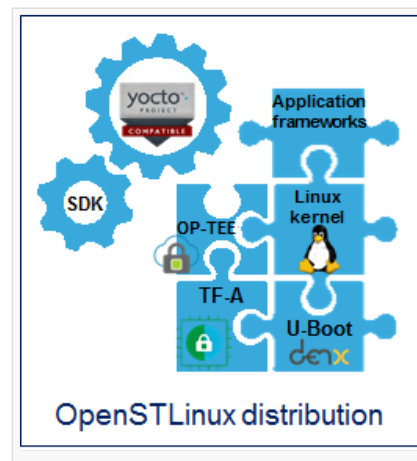 yocto
PROJECT
COMPATIBLE
Application
frameworks
SDK
Linux
kernel
OP-TEE
TF-A
U-Boot
denx
OpenSTLinux distribution